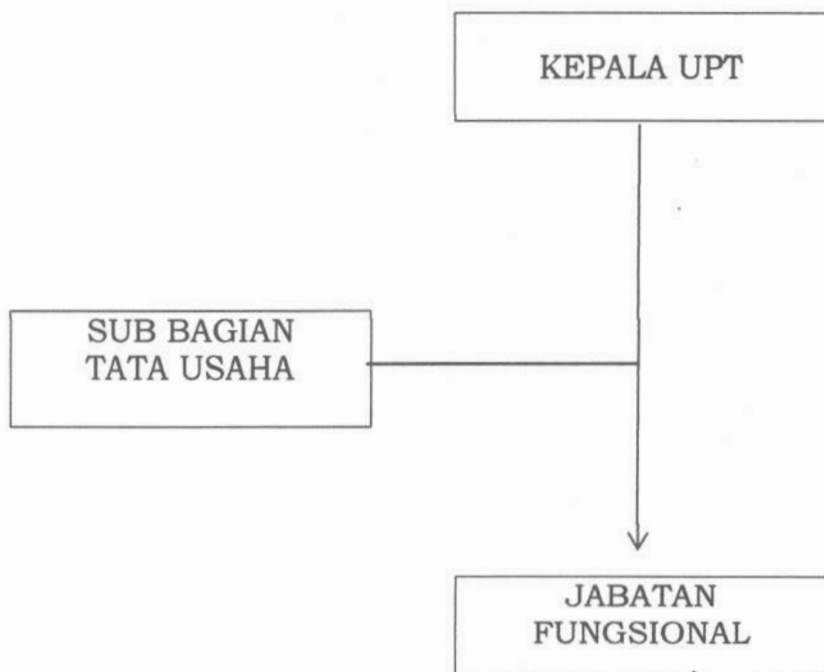 KEPALA UPT
SUB BAGIAN
TATA USAHA
JABATAN
FUNGSIONAL